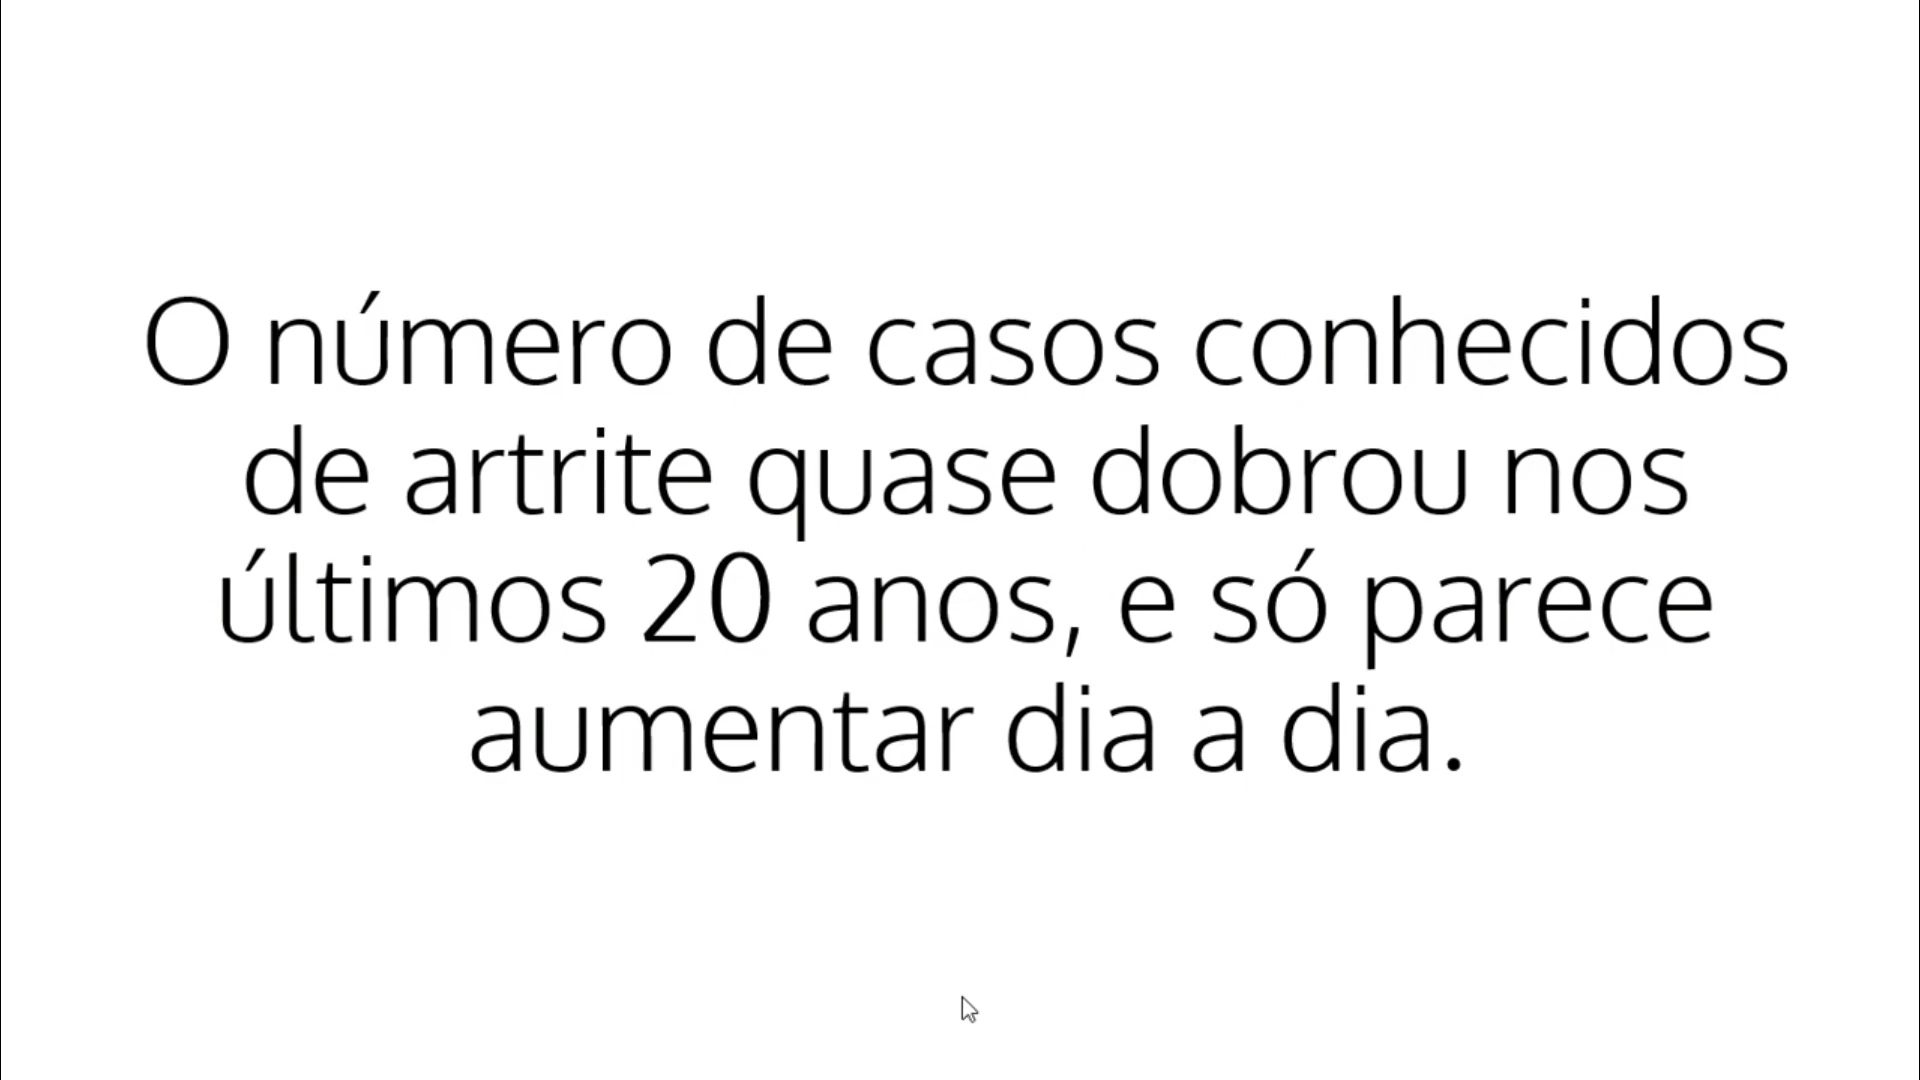 O número de casos conhecidos
de artrite quase dobrou nos
últimos 20 anos, e só parece
aumentar dia a dia.